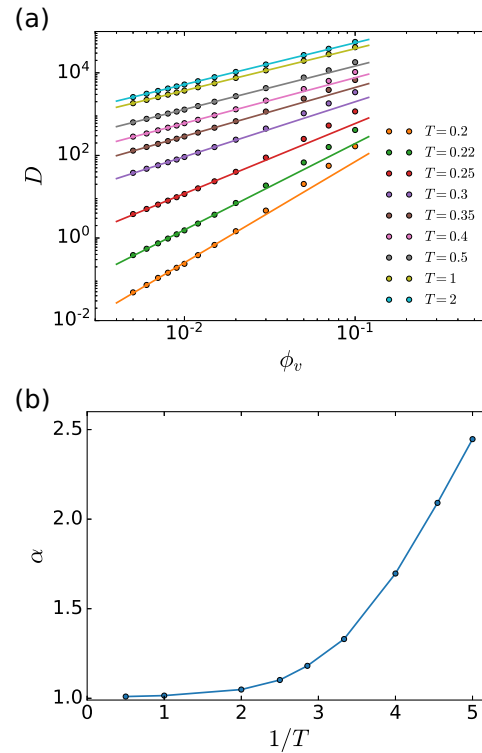 (a)
10^4
10^2
10^0
10^{-2}
D
10^{-2}
10^{-1}
ϕ_v
T = 0.2
T = 0.22
T = 0.25
T = 0.3
T = 0.35
T = 0.4
T = 0.5
T = 1
T = 2
(b)
2.5
2.0
1.5
1.0
α
0
1
2
3
4
5
1/T